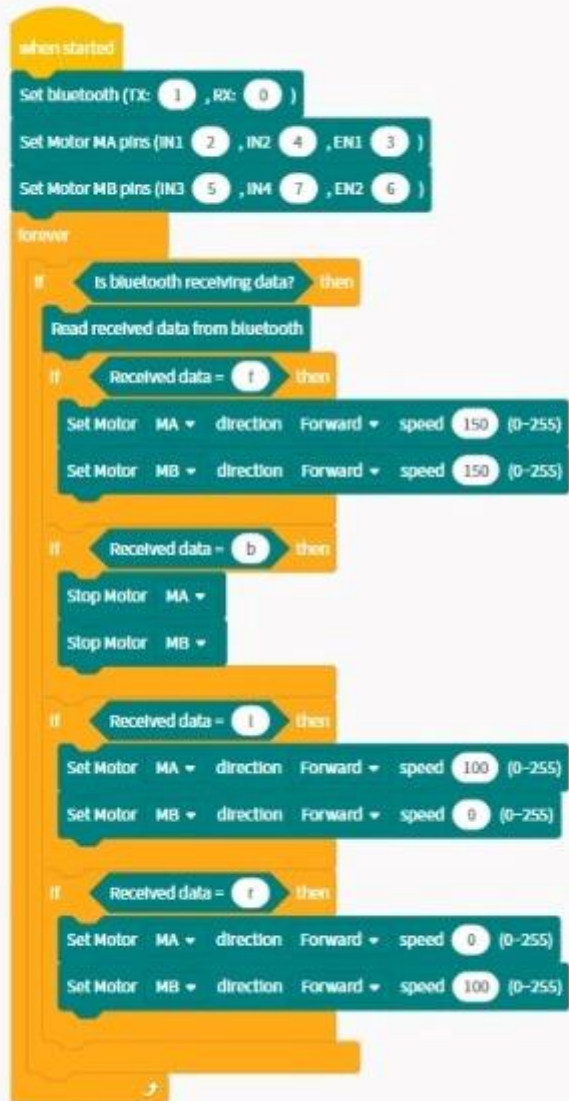 when started
Set bluetooth (TX: 1 , RX: 0 )
Set Motor MA pins (IN1 2 , IN2 4 , EN1 3 )
Set Motor MB pins (IN3 5 , IN4 7 , EN2 6 )
forever
if Is bluetooth receiving data? then
Read received data from bluetooth
if Received data = f then
Set Motor MA direction Forward speed 150 (0-255)
Set Motor MB direction Forward speed 150 (0-255)
if Received data = b then
Stop Motor MA
Stop Motor MB
if Received data = l then
Set Motor MA direction Forward speed 100 (0-255)
Set Motor MB direction Forward speed 0 (0-255)
if Received data = r then
Set Motor MA direction Forward speed 0 (0-255)
Set Motor MB direction Forward speed 100 (0-255)